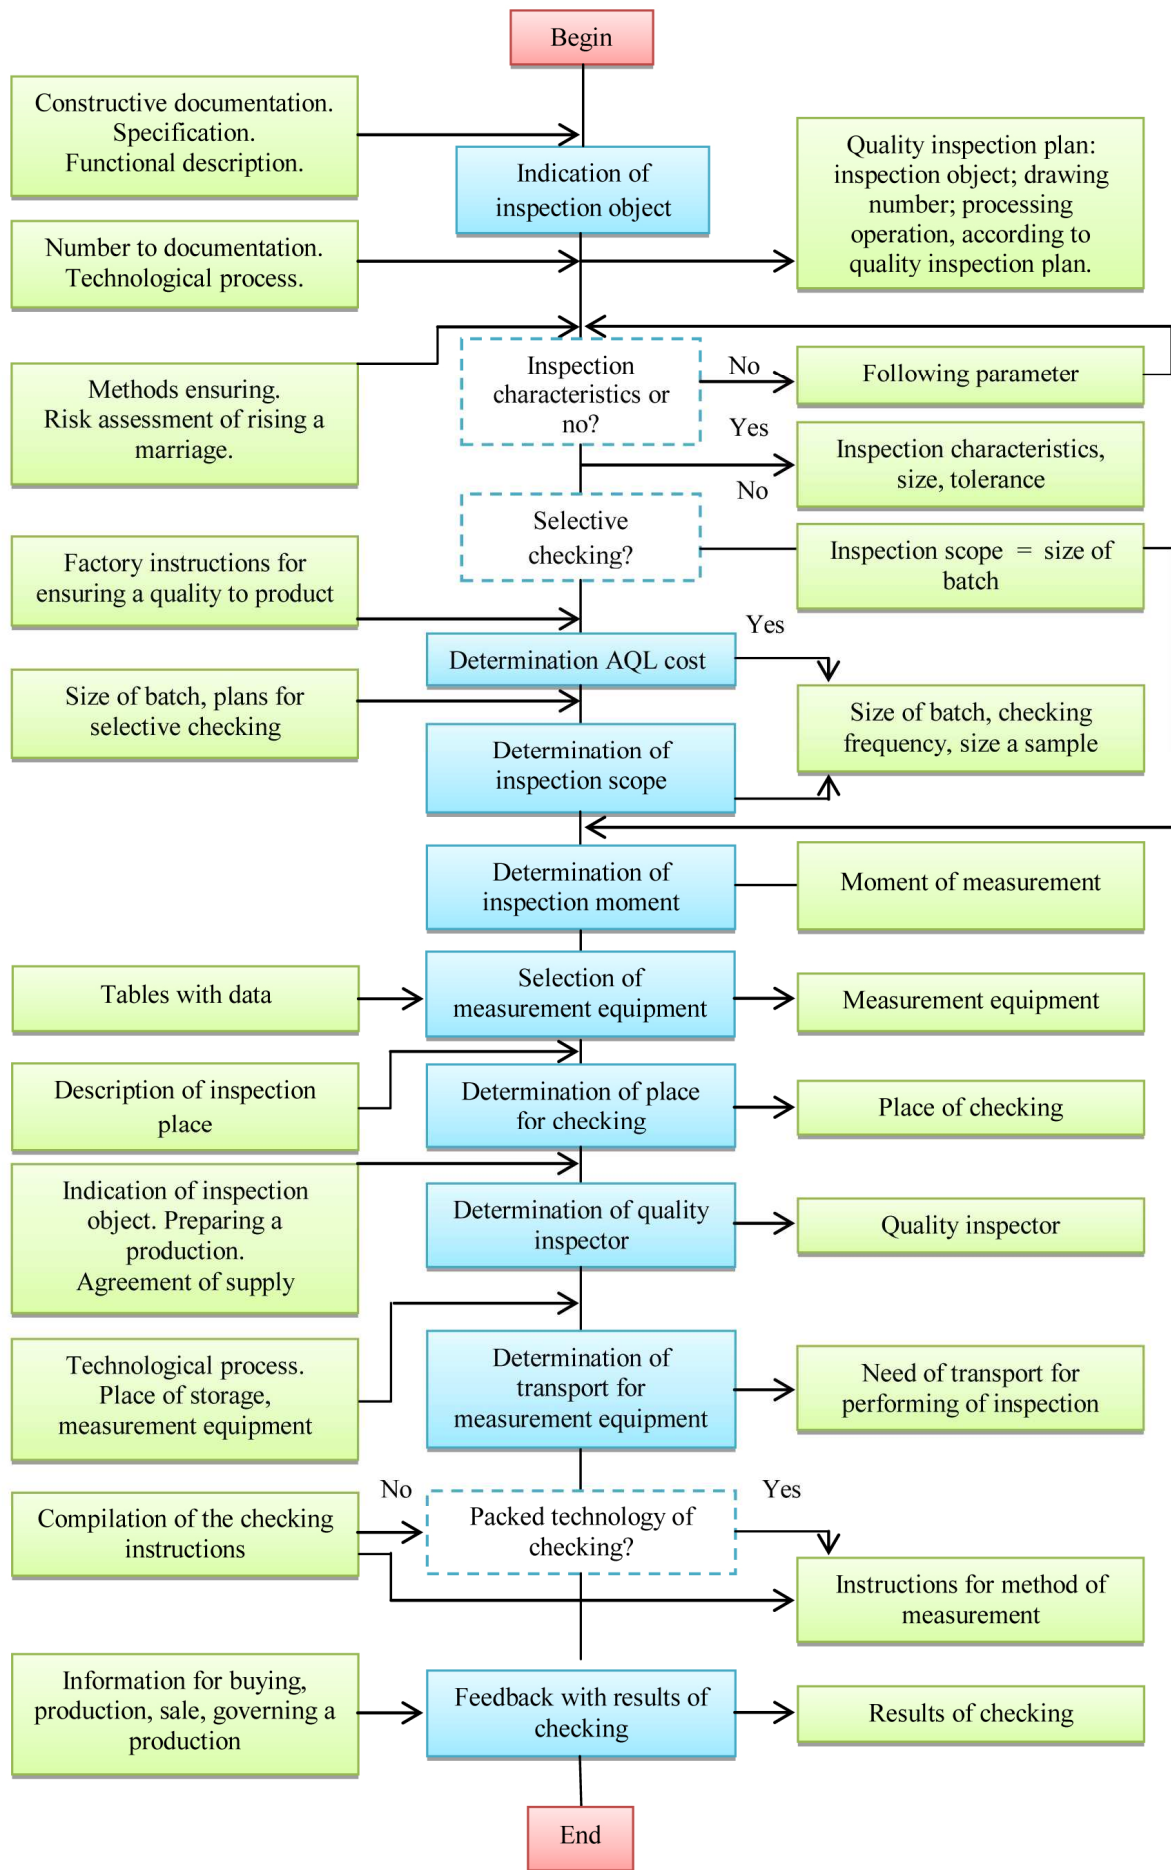 Begin
Constructive documentation.
Specification.
Functional description.
Indication of
inspection object
Quality inspection plan:
inspection object; drawing
number; processing
operation, according to
quality inspection plan.
Number to documentation.
Technological process.
Methods ensuring.
Risk assessment of rising a
marriage.
Inspection
characteristics or
no?
No
Following parameter
Yes
Inspection characteristics,
size, tolerance
No
Selective
checking?
Inspection scope = size of
batch
Factory instructions for
ensuring a quality to product
Yes
Determination AQL cost
Size of batch, plans for
selective checking
Size of batch, checking
frequency, size a sample
Determination of
inspection scope
Determination of
inspection moment
Moment of measurement
Tables with data
Selection of
measurement equipment
Measurement equipment
Description of inspection
place
Determination of place
for checking
Place of checking
Indication of inspection
object. Preparing a
production.
Agreement of supply
Determination of quality
inspector
Quality inspector
Technological process.
Place of storage,
measurement equipment
Determination of
transport for
measurement equipment
Need of transport for
performing of inspection
No
Yes
Compilation of the checking
instructions
Packed technology of
checking?
Instructions for method of
measurement
Information for buying,
production, sale, governing a
production
Feedback with results of
checking
Results of checking
End